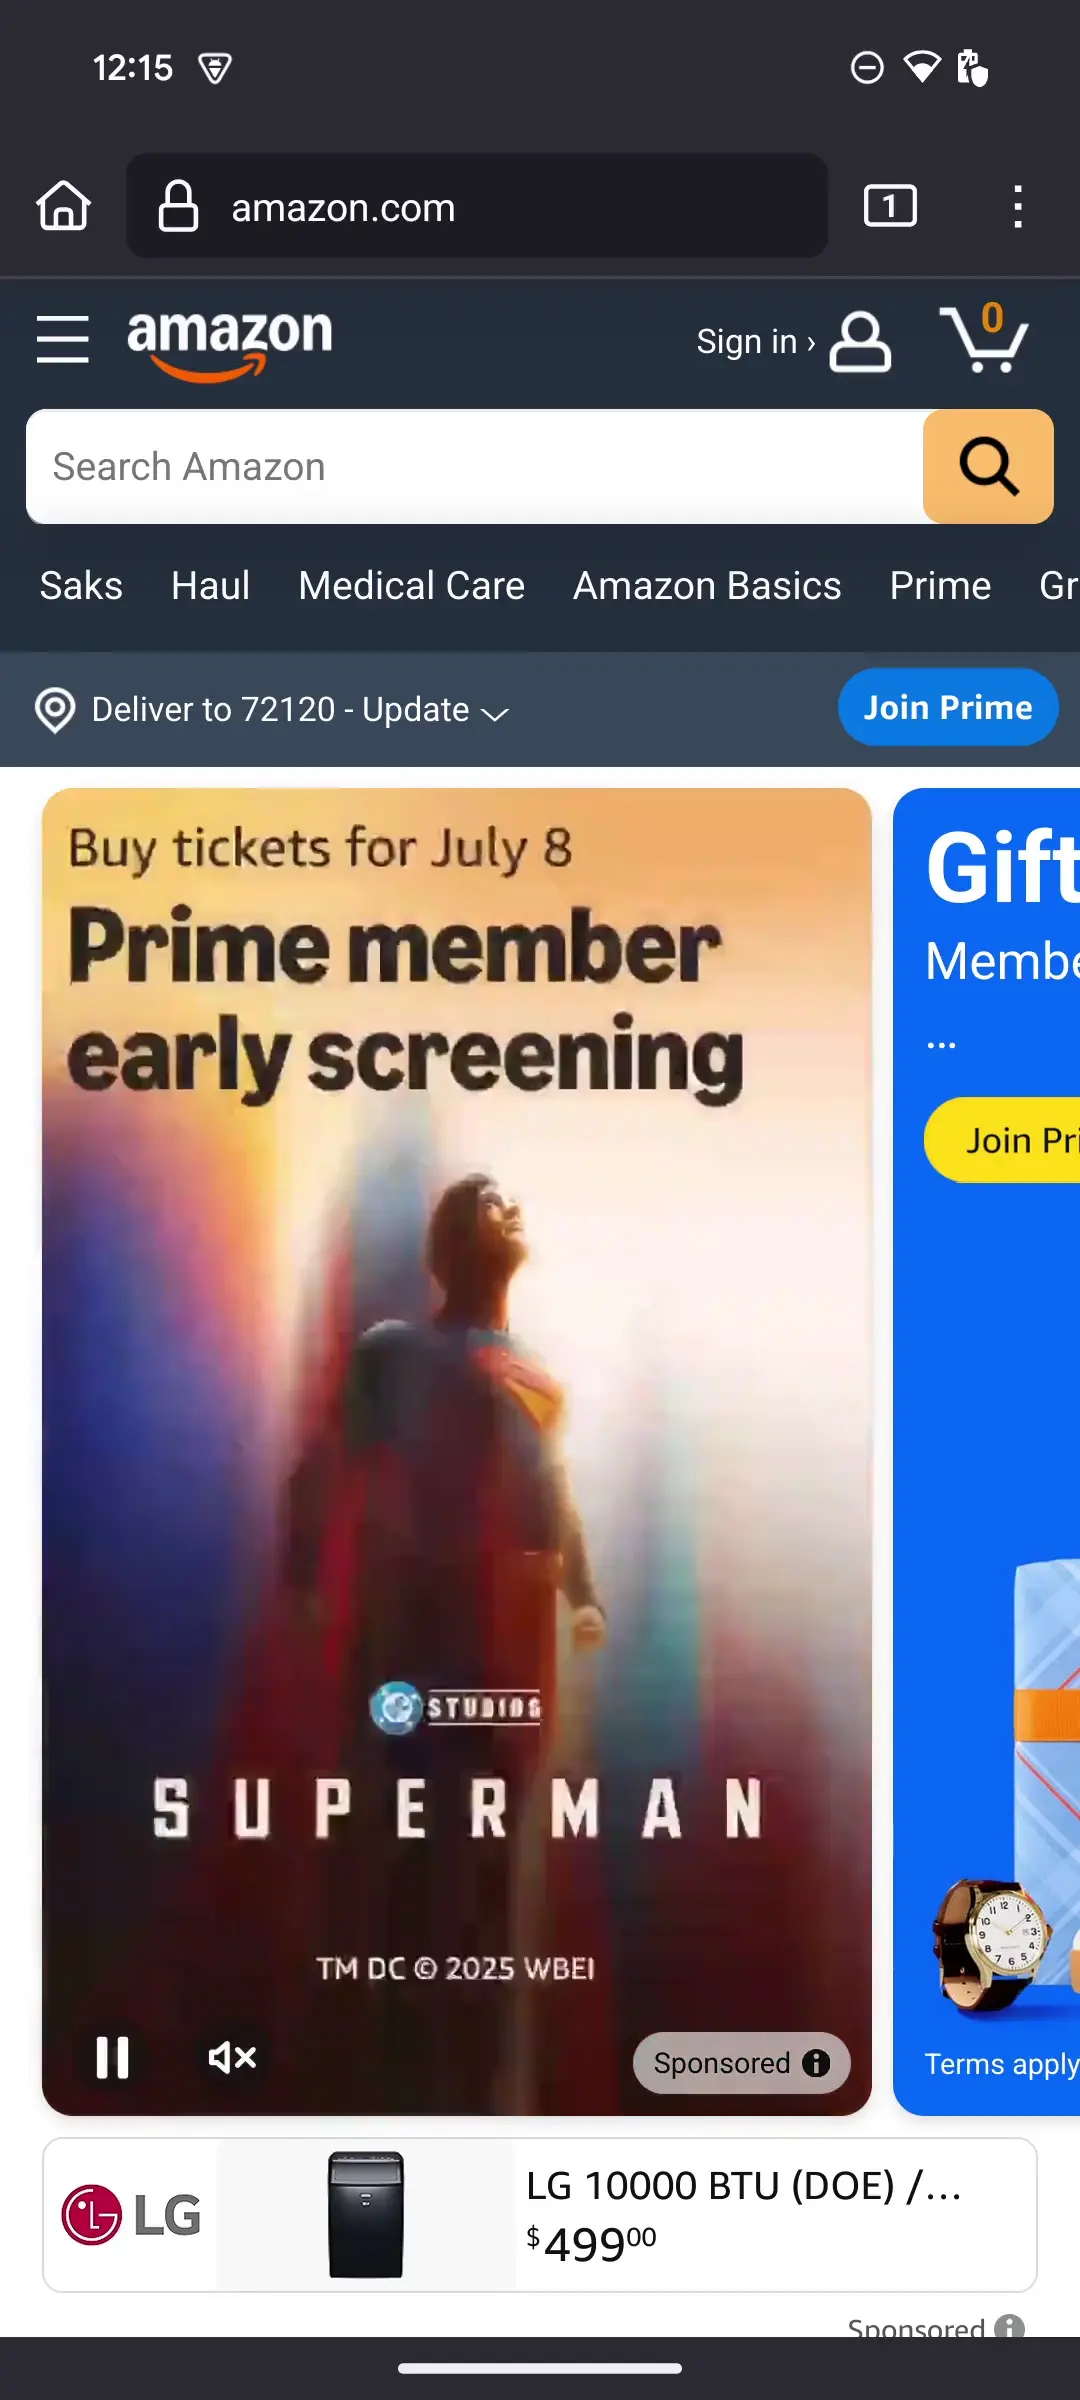 12:15
amazon.com
1
amazon
Sign in ›
0
Search Amazon
Saks Haul Medical Care Amazon Basics Prime Gr
Deliver to 72120 - Update
Join Prime
Buy tickets for July 8
Prime member
early screening
STUDIOS
SUPERMAN
TM DC © 2025 WBEI
Sponsored
Gift
Membe
...
Join Pri
Terms apply
LG
LG 10000 BTU (DOE) /...
$49900
Sponsored